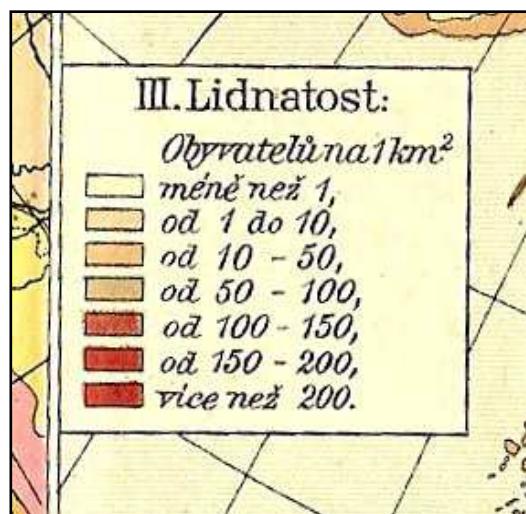 III. Lidnatost:
Obyvatelů na 1 km²
méně než 1,
od 1 do 10,
od 10 - 50,
od 50 - 100,
od 100 - 150,
od 150 - 200,
více než 200.